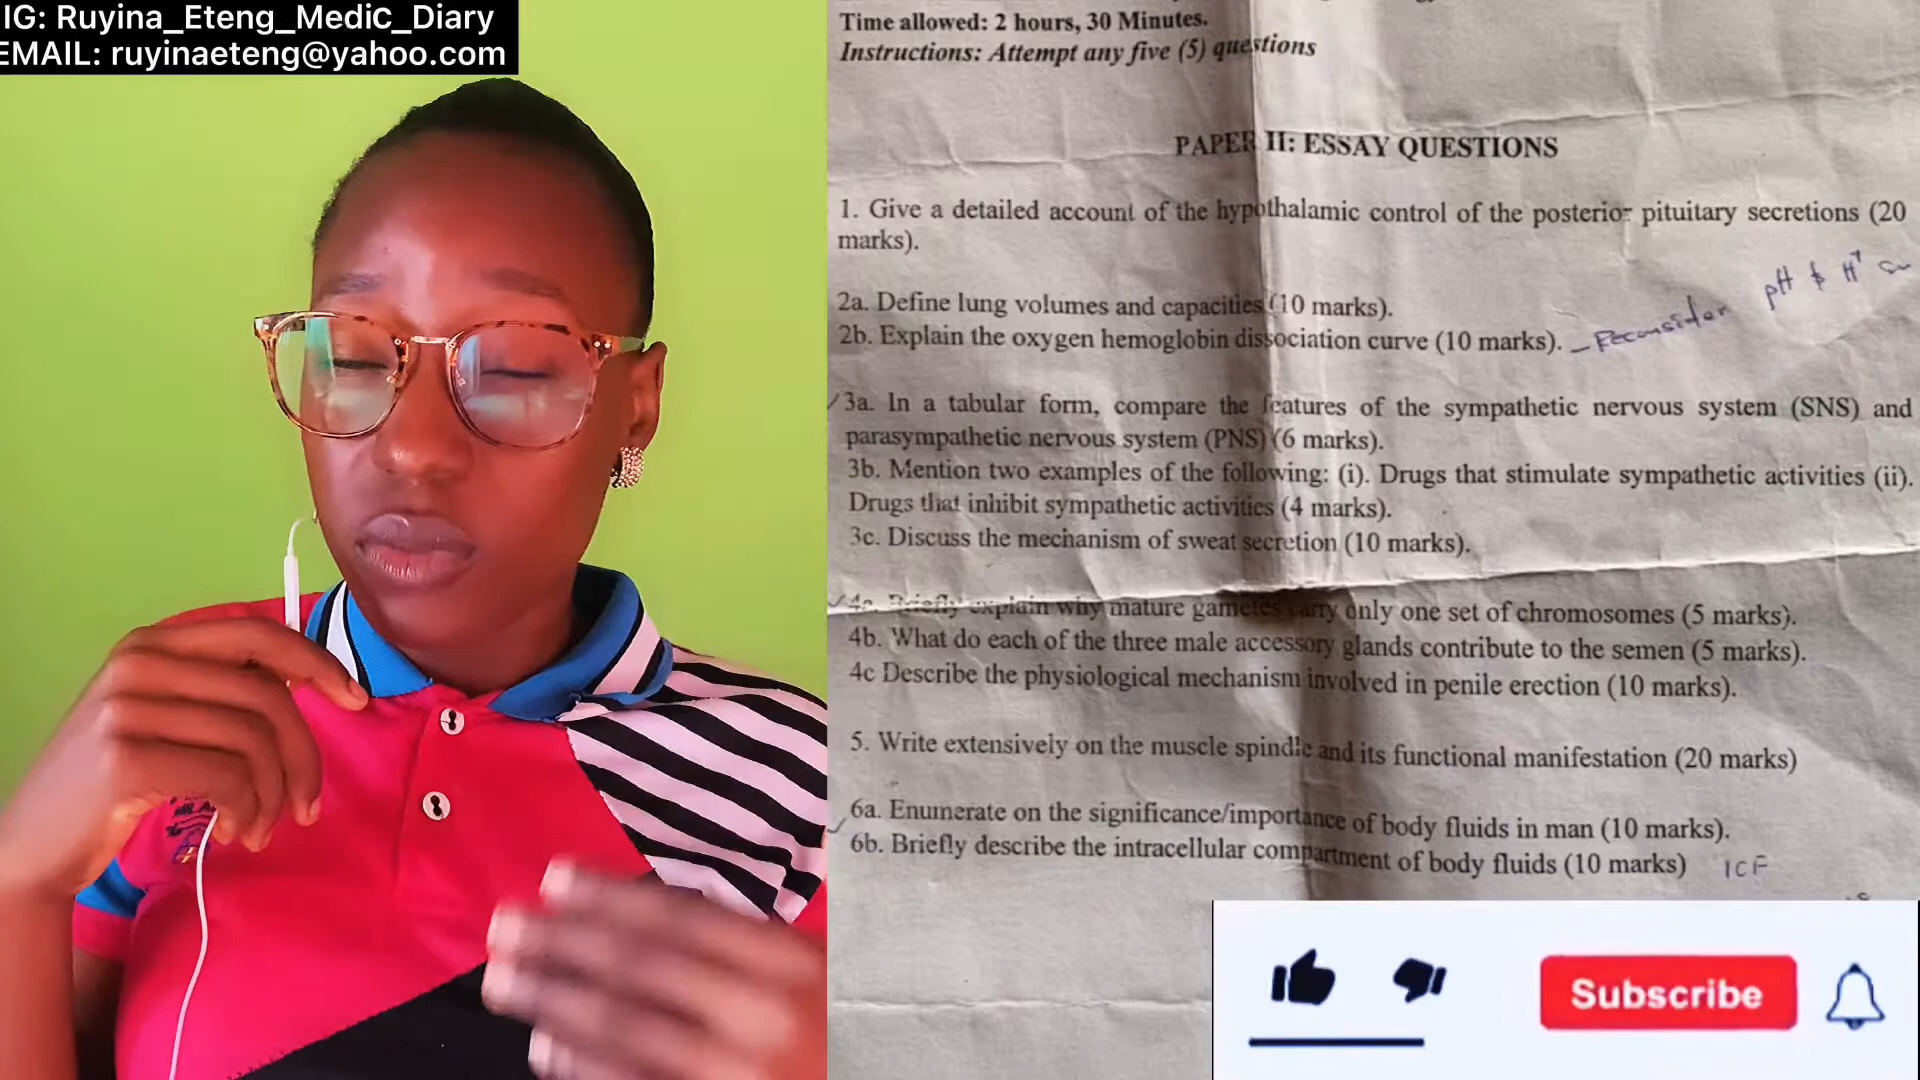 IG: Ruyina_Eteng_Medic_Diary
EMAIL: ruyinaeteng@yahoo.com
Time allowed: 2 hours, 30 Minutes.
Instructions: Attempt any five (5) questions
PAPER II: ESSAY QUESTIONS
1. Give a detailed account of the hypothalamic control of the posterior pituitary secretions (20
marks).
2a. Define lung volumes and capacities (10 marks).
2b. Explain the oxygen hemoglobin dissociation curve (10 marks). - Reconsider pH & H⁺
3a. In a tabular form, compare the features of the sympathetic nervous system (SNS) and
parasympathetic nervous system (PNS) (6 marks).
3b. Mention two examples of the following: (i). Drugs that stimulate sympathetic activities (ii).
Drugs that inhibit sympathetic activities (4 marks).
3c. Discuss the mechanism of sweat secretion (10 marks).
4a. Briefly explain why mature gametes carry only one set of chromosomes (5 marks).
4b. What do each of the three male accessory glands contribute to the semen (5 marks).
4c Describe the physiological mechanism involved in penile erection (10 marks).
5. Write extensively on the muscle spindle and its functional manifestation (20 marks)
6a. Enumerate on the significance/importance of body fluids in man (10 marks).
6b. Briefly describe the intracellular compartment of body fluids (10 marks) ICF
Subscribe